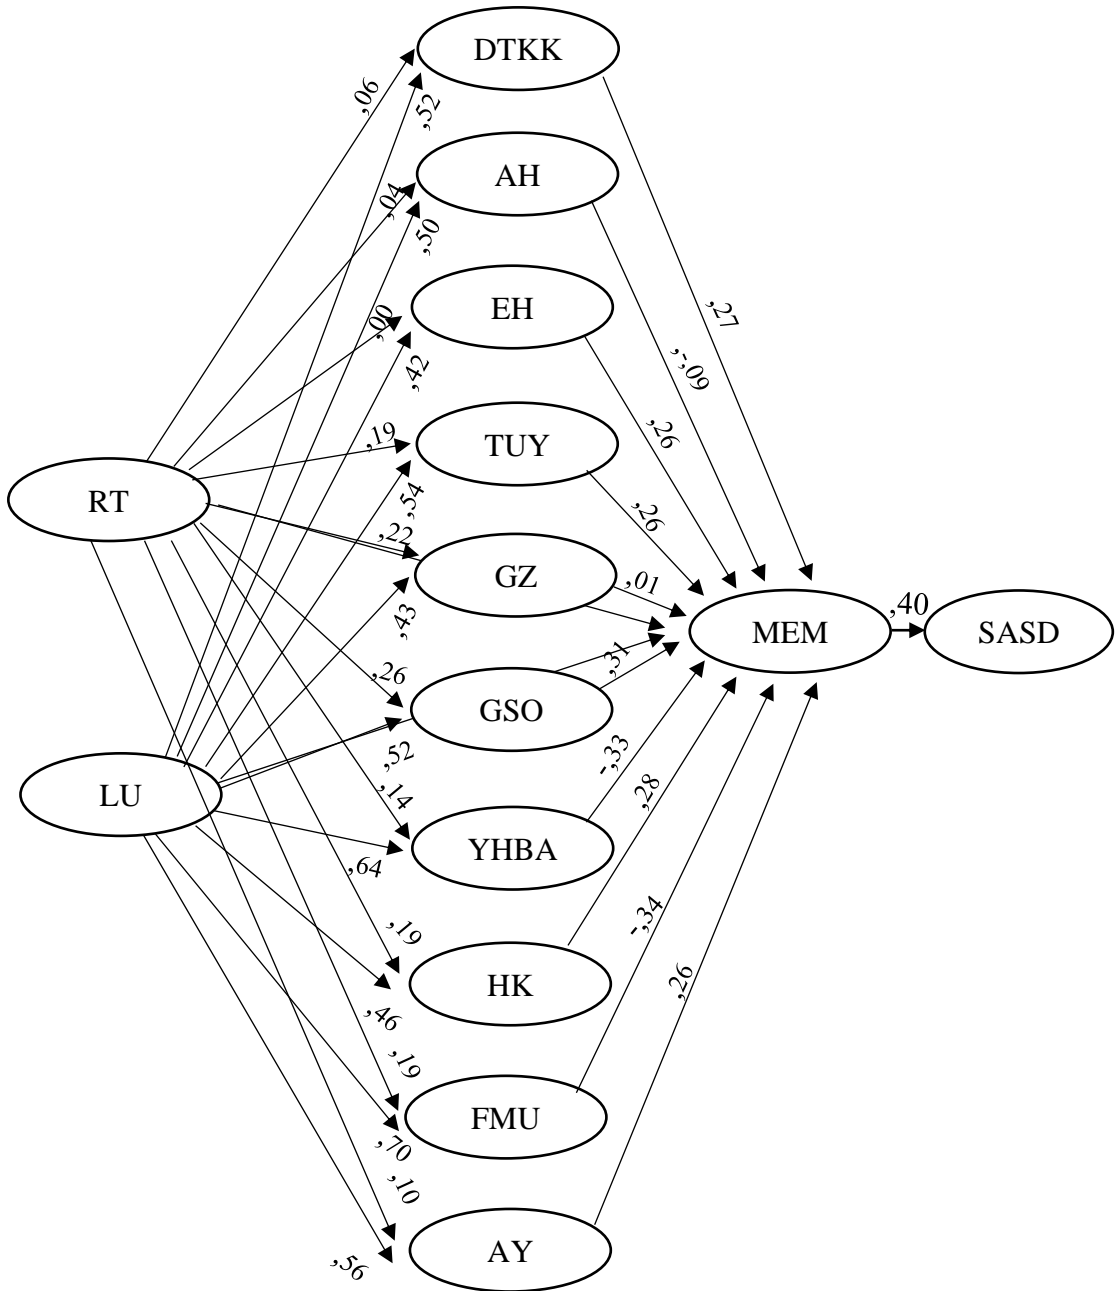 DTKK
,06
,52
AH
,04
,50
EH
,00
,27
,-,09
,42
TUY
,19
,26
RT
,54
,26
,22
GZ
,01
,43
MEM
,40
SASD
,31
,26
GSO
,52
-,33
LU
,14
,28
YHBA
,64
,19
-,34
HK
,26
,46
,19
FMU
,70
,10
AY
,56